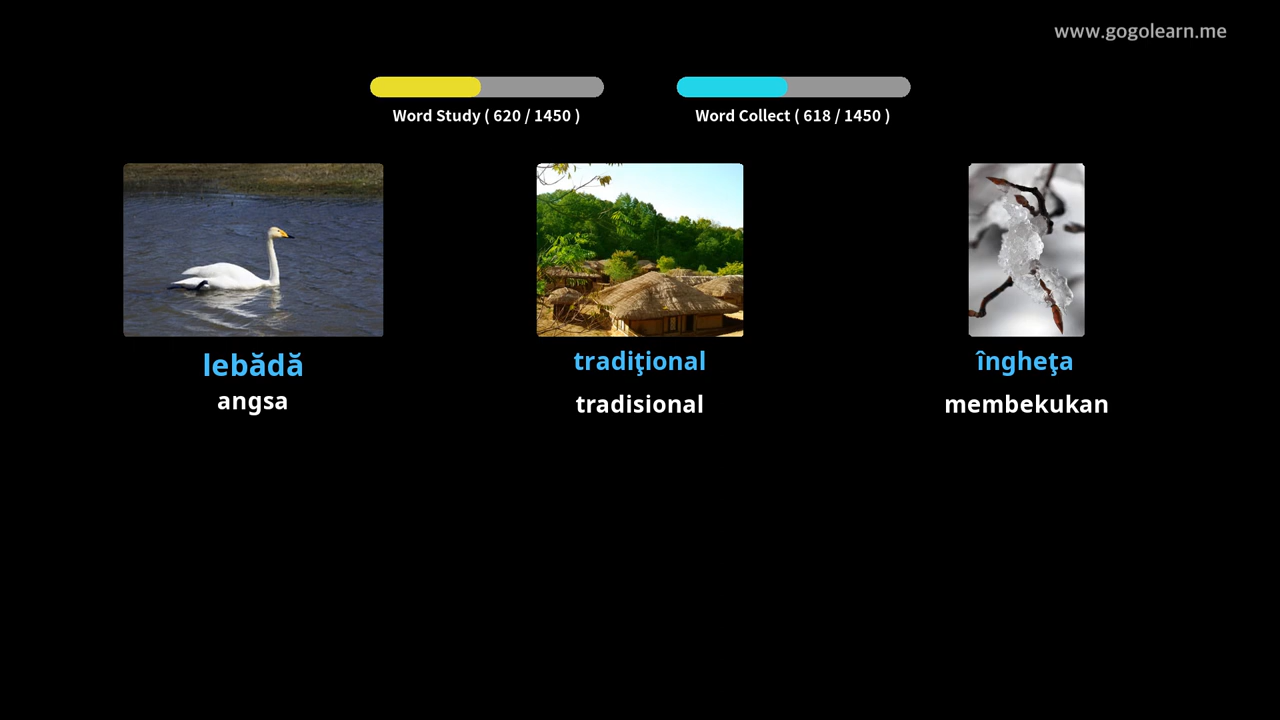 www.gogolearn.me
Word Study ( 620 / 1450 )
Word Collect ( 618 / 1450 )
lebădă
angsa
tradiţional
tradisional
îngheţa
membekukan